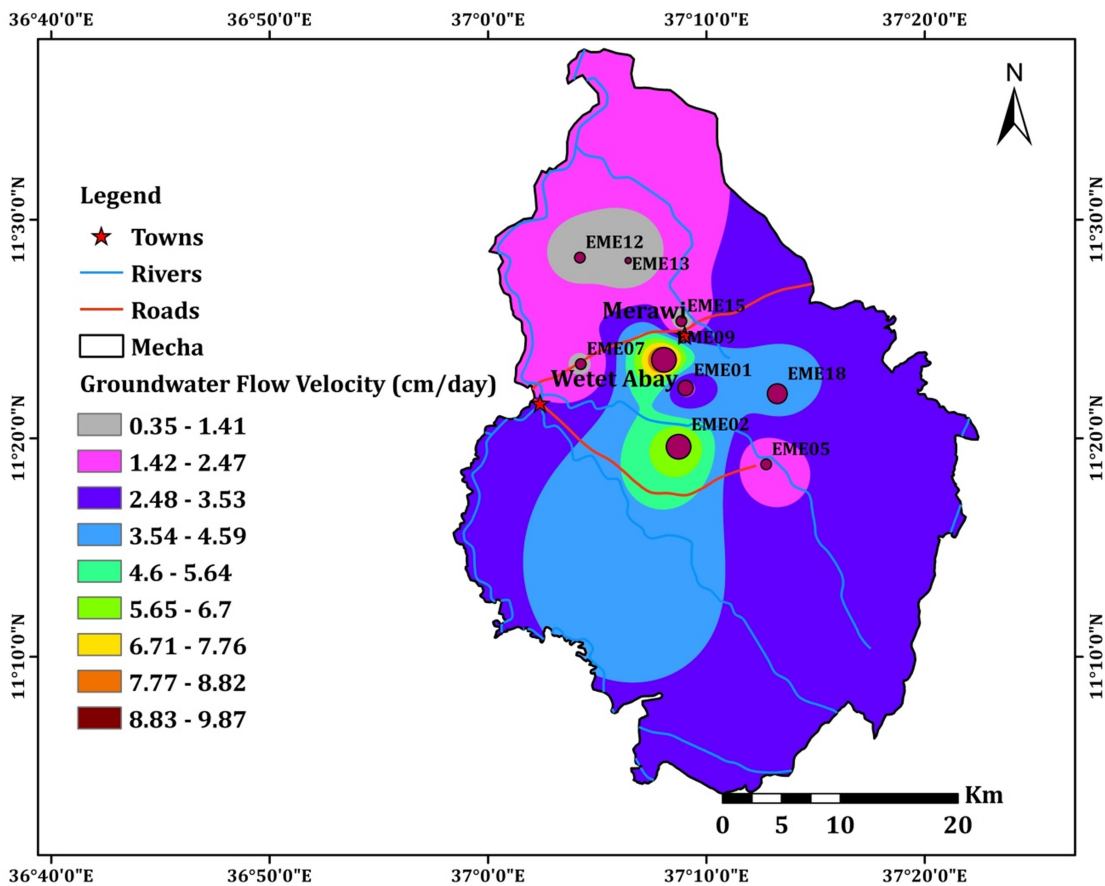 36°40'0"E 36°50'0"E 37°0'0"E 37°10'0"E 37°20'0"E
N
11°30'0"N 11°30'0"N
Legend
Towns
Rivers
Roads
Mecha
Groundwater Flow Velocity (cm/day)
0.35 - 1.41
1.42 - 2.47
2.48 - 3.53
3.54 - 4.59
4.6 - 5.64
5.65 - 6.7
6.71 - 7.76
7.77 - 8.82
8.83 - 9.87
EME12
EME13
EME15
Merawi
EME09
EME07
EME01
EME18
Wetet Abay
EME02
EME05
11°20'0"N 11°20'0"N
11°10'0"N 11°10'0"N
Km
0 5 10 20
36°40'0"E 36°50'0"E 37°0'0"E 37°10'0"E 37°20'0"E